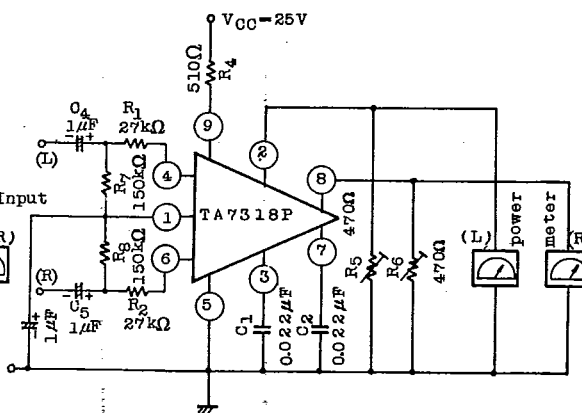 VCC=25V
510Ω
R4
C4
1μF
R1
27kΩ
(L)
9
2
4
8
R7
150kΩ
Input
1
TA7318P
470Ω
(L)
power
meter
(R
R)
R8
150kΩ
6
7
R5
R6
470Ω
(R)
C5
1μF
R2
27kΩ
5
3
1μF
C1
0.022μF
C2
0.022μF